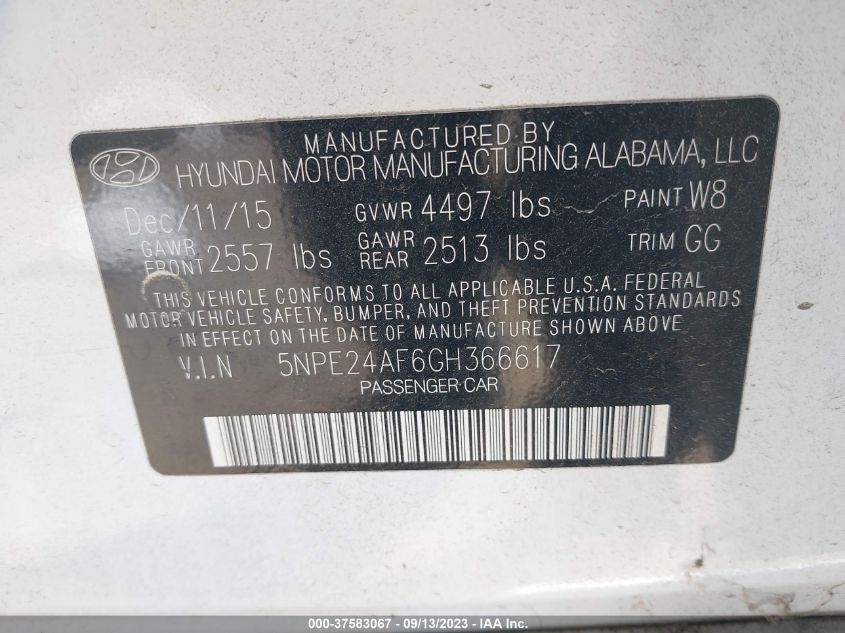 MANUFACTURED BY
HYUNDAI MOTOR MANUFACTURING ALABAMA, LLC
Dec/11/15 GVWR 4497 lbs PAINT W8
GAWR FRONT 2557 lbs GAWR REAR 2513 lbs TRIM GG
THIS VEHICLE CONFORMS TO ALL APPLICABLE U.S.A. FEDERAL
MOTOR VEHICLE SAFETY, BUMPER, AND THEFT PREVENTION STANDARDS
IN EFFECT ON THE DATE OF MANUFACTURE SHOWN ABOVE
V.I.N 5NPE24AF6GH366617
PASSENGER CAR
000-37583067 - 09/13/2023 - IAA Inc.